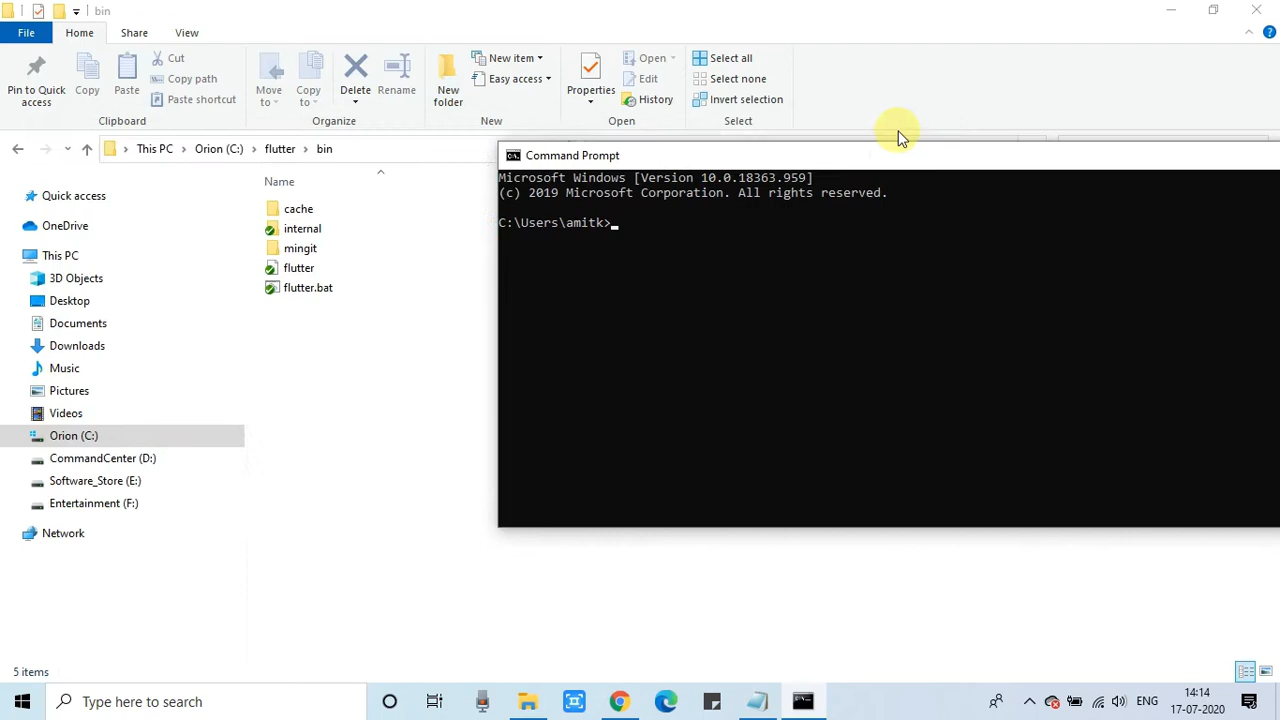 bin
File
Home
Share
View
Pin to Quick access
Copy
Paste
Cut
Copy path
Paste shortcut
Clipboard
Move to
Copy to
Delete
Rename
Organize
New folder
New item
Easy access
New
Properties
Open
Edit
History
Open
Select all
Select none
Invert selection
Select
This PC
Orion (C:)
flutter
bin
Name
cache
internal
mingit
flutter
flutter.bat
Quick access
OneDrive
This PC
3D Objects
Desktop
Documents
Downloads
Music
Pictures
Videos
Orion (C:)
CommandCenter (D:)
Software_Store (E:)
Entertainment (F:)
Network
Command Prompt
Microsoft Windows [Version 10.0.18363.959]
(c) 2019 Microsoft Corporation. All rights reserved.
C:\Users\amitk>
5 items
Type here to search
ENG
14:14
17-07-2020